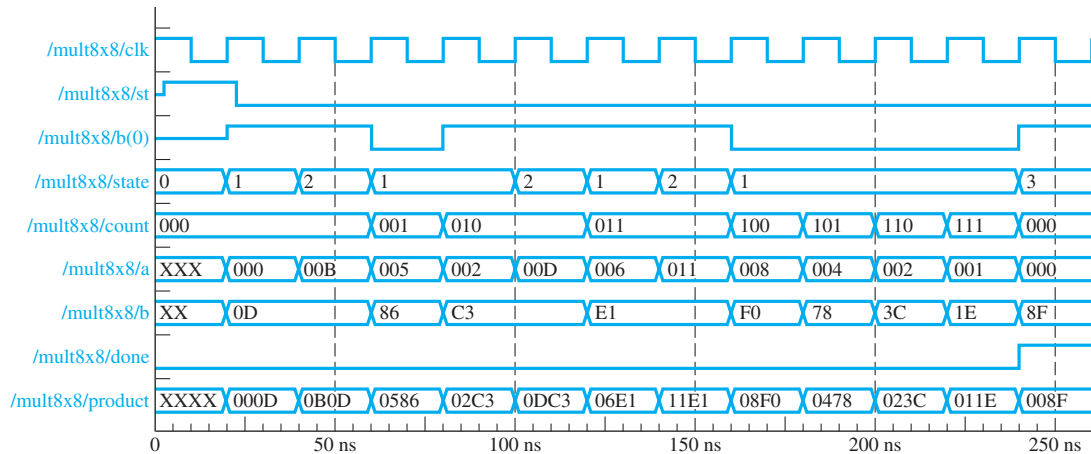 /mult8x8/clk
/mult8x8/st
/mult8x8/b(0)
/mult8x8/state 0 1 2 1 2 1 2 1 3
/mult8x8/count 000 001 010 011 100 101 110 111 000
/mult8x8/a XXX 000 00B 005 002 00D 006 011 008 004 002 001 000
/mult8x8/b XX 0D 86 C3 E1 F0 78 3C 1E 8F
/mult8x8/done
/mult8x8/product XXXX 000D 0B0D 0586 02C3 0DC3 06E1 11E1 08F0 0478 023C 011E 008F
0 50 ns 100 ns 150 ns 200 ns 250 ns